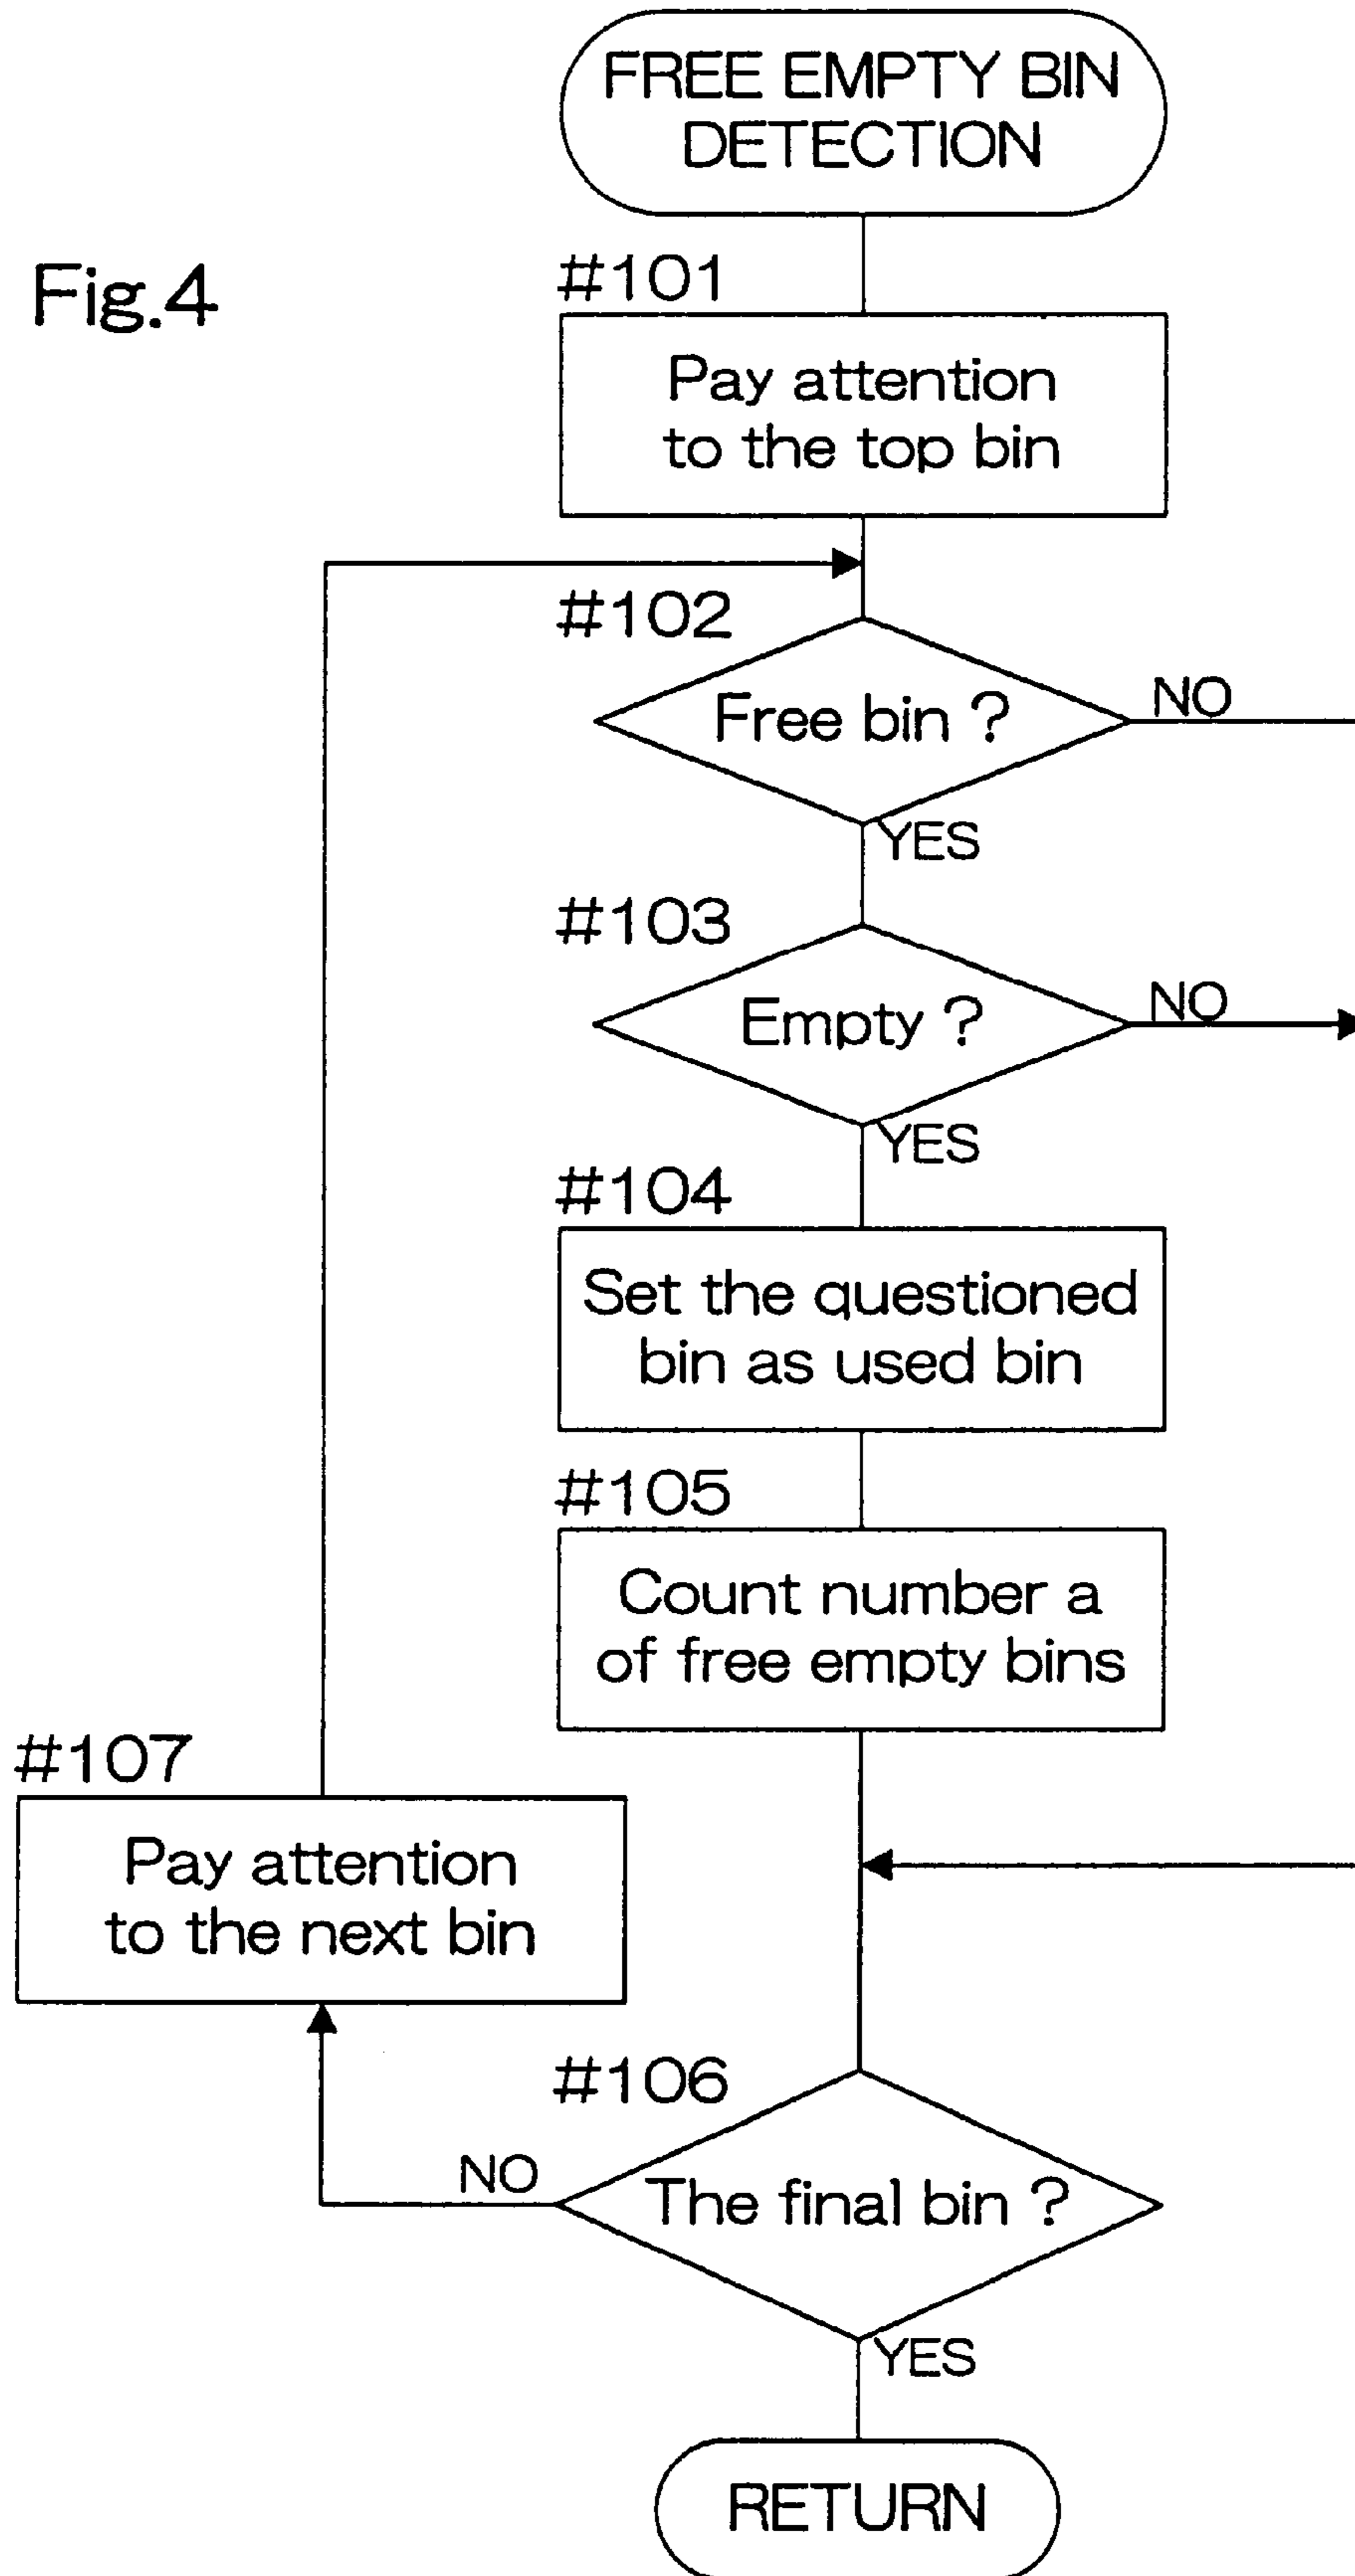 FREE EMPTY BIN
DETECTION
Fig.4
#101
Pay attention
to the top bin
#102
Free bin ?
NO
YES
#103
Empty ?
NO
YES
#104
Set the questioned
bin as used bin
#105
Count number a
of free empty bins
#107
Pay attention
to the next bin
#106
NO
The final bin ?
YES
RETURN